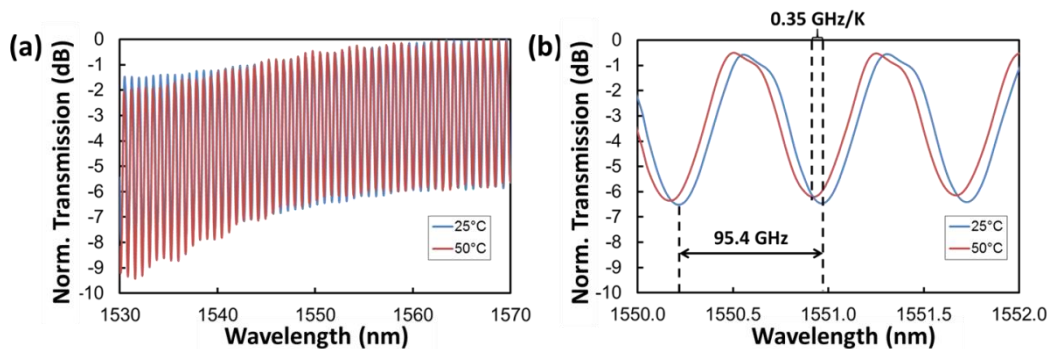 (a)
Norm. Transmission (dB)
0
-1
-2
-3
-4
-5
-6
-7
-8
-9
-10
25°C
50°C
1530
1540
1550
1560
1570
Wavelength (nm)
(b)
0.35 GHz/K
Norm. Transmission (dB)
0
-1
-2
-3
-4
-5
-6
-7
-8
-9
-10
95.4 GHz
25°C
50°C
1550.0
1550.5
1551.0
1551.5
1552.0
Wavelength (nm)